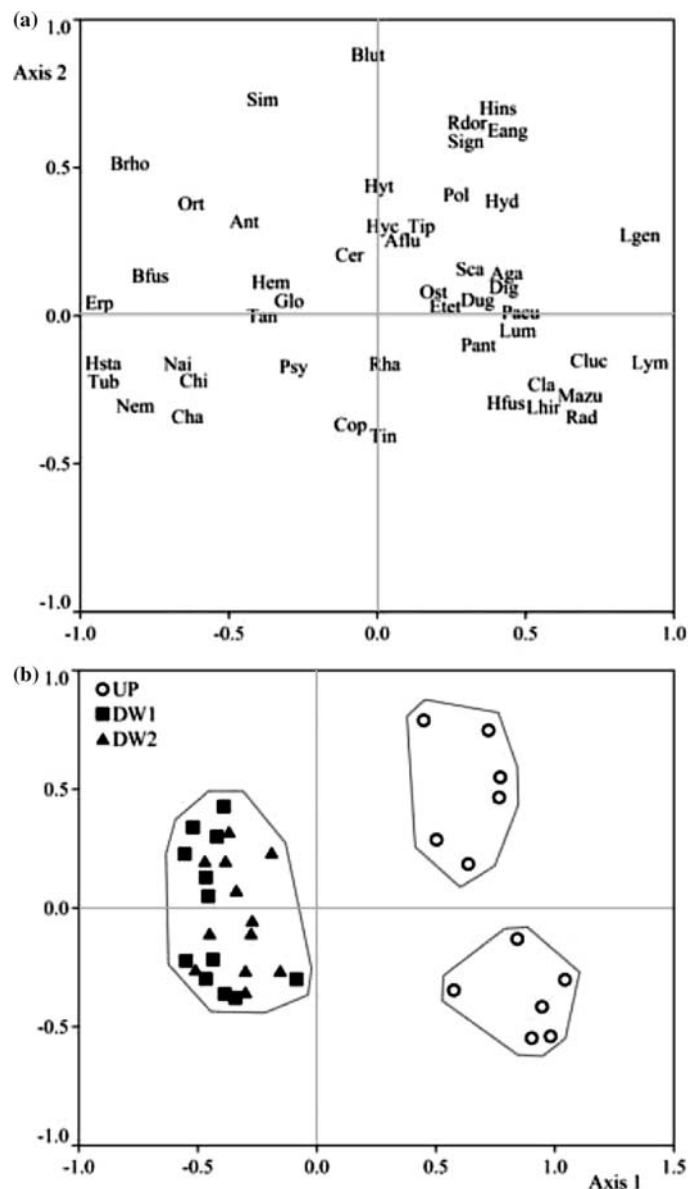 (a)
1.0
Axis 2
Blut
Sim
Hins
Rdor
Eang
Sign
Brho
0.5
Hyt
Pol
Hyd
Ort
Ant
Hyc
Tip
Aflu
Lgen
Cer
Sca
Aga
Bfus
Hem
Dig
Ost
Erp
Glo
Dug
Etet
0.0
Tan
Pacu
Lum
Pant
Hsta
Nai
Psy
Rha
Cluc
Lym
Tub
Chi
Cla
Mazu
Nem
Hfus
Lhir
Cha
Rad
Cop
Tin
-0.5
-1.0
-1.0 -0.5 0.0 0.5 1.0
(b)
1.0
UP
DW1
DW2
0.5
0.0
-0.5
-1.0
-1.0 -0.5 0.0 0.5 1.0 1.5
Axis 1